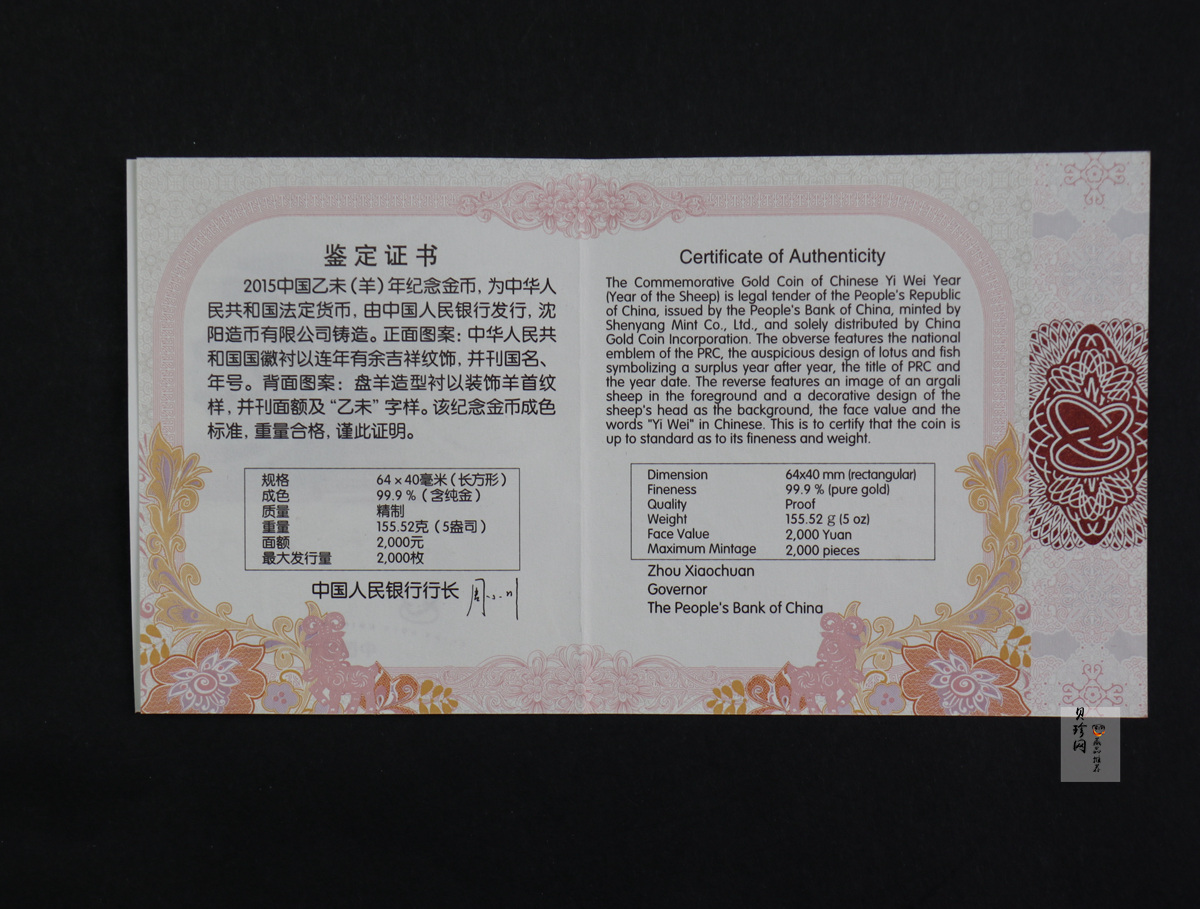 鉴定证书
2015中国乙未(羊)年纪念金币，为中华人
民共和国法定货币，由中国人民银行发行，沈
阳造币有限公司铸造。正面图案：中华人民共
和国国徽衬以连年有余吉祥纹饰，并刊国名、
年号。背面图案：盘羊造型衬以装饰羊首纹
样，并刊面额及“乙未”字样。该纪念金币成色
标准，重量合格，谨此证明。
规格 64×40毫米(长方形)
成色 99.9%(含纯金)
质量 精制
重量 155.52克(5盎司)
面额 2,000元
最大发行量 2,000枚
中国人民银行行长
Certificate of Authenticity
The Commemorative Gold Coin of Chinese Yi Wei Year
(Year of the Sheep) is legal tender of the People's Republic
of China, issued by the People's Bank of China, minted by
Shenyang Mint Co., Ltd., and solely distributed by China
Gold Coin Incorporation. The obverse features the national
emblem of the PRC, the auspicious design of lotus and fish
symbolizing a surplus year after year, the title of PRC and
the year date. The reverse features an image of an argali
sheep in the foreground and a decorative design of the
sheep's head as the background, the face value and the
words "Yi Wei" in Chinese. This is to certify that the coin is
up to standard as to its fineness and weight.
Dimension 64x40 mm (rectangular)
Fineness 99.9 % (pure gold)
Quality Proof
Weight 155.52 g (5 oz)
Face Value 2,000 Yuan
Maximum Mintage 2,000 pieces
Zhou Xiaochuan
Governor
The People's Bank of China
贝珍网
藏品推荐